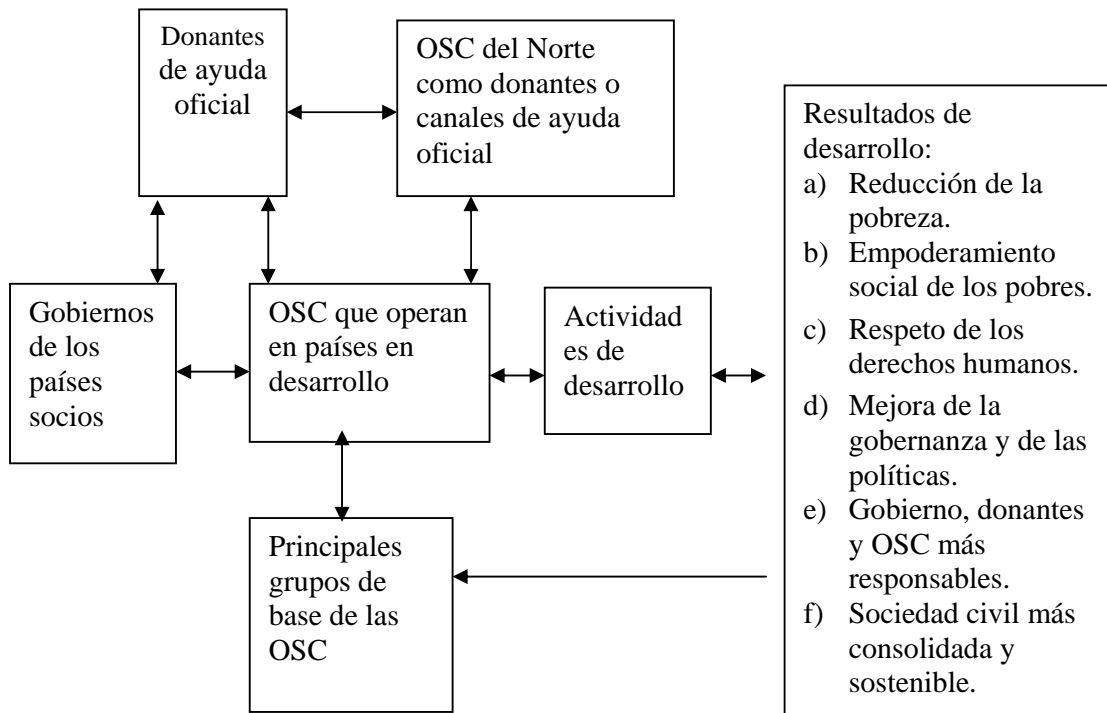 Donantes
de ayuda
oficial
OSC del Norte
como donantes o
canales de ayuda
oficial
Gobiernos
de los
países
socios
OSC que operan
en países en
desarrollo
Actividad
es de
desarrollo
Principales
grupos de
base de las
OSC
Resultados de
desarrollo:
a) Reducción de la
pobreza.
b) Empoderamiento
social de los pobres.
c) Respeto de los
derechos humanos.
d) Mejora de la
gobernanza y de las
políticas.
e) Gobierno, donantes
y OSC más
responsables.
f) Sociedad civil más
consolidada y
sostenible.